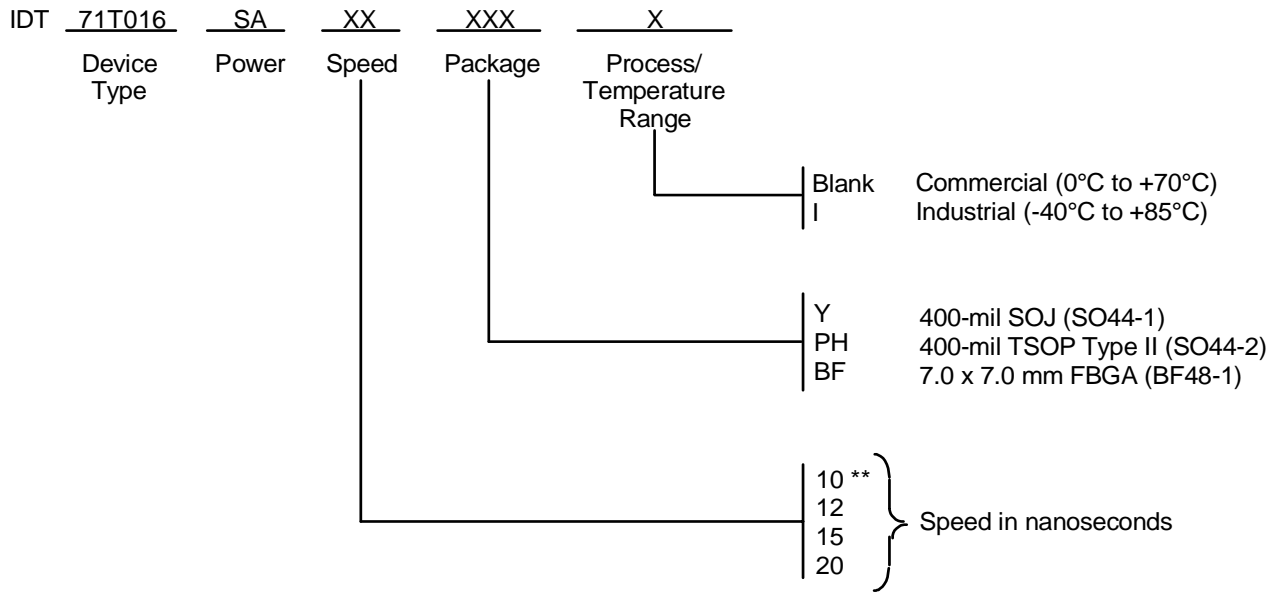 IDT 71T016 SA XX XXX X
Device Type Power Speed Package Process/ Temperature Range
Blank Commercial (0°C to +70°C)
I Industrial (-40°C to +85°C)
Y 400-mil SOJ (SO44-1)
PH 400-mil TSOP Type II (SO44-2)
BF 7.0 x 7.0 mm FBGA (BF48-1)
10 **
12
15
20
Speed in nanoseconds